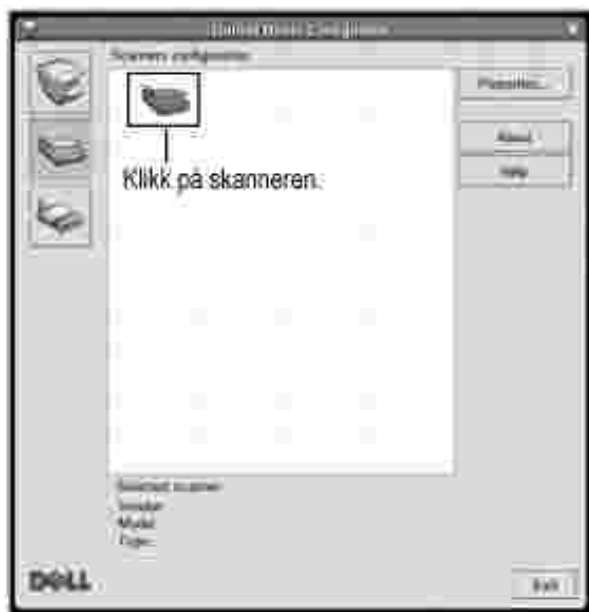 Scanners configuration
Properties...
About
Help
Klikk på skanneren.
Selected scanner:
Vendor:
Model:
Type:
DELL
Exit